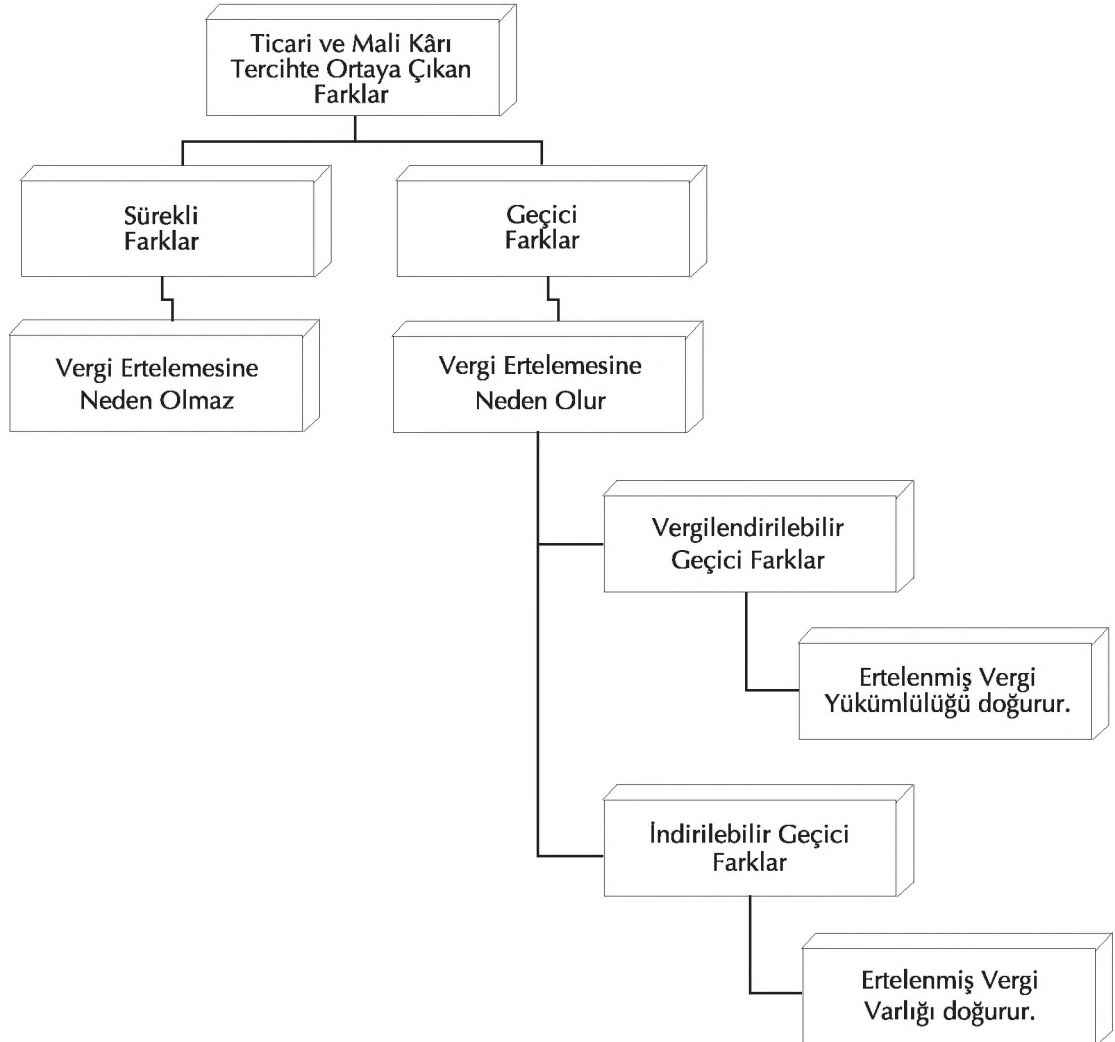 Ticari ve Mali Kârı
Tercihte Ortaya Çıkan
Farklar
Sürekli
Farklar
Geçici
Farklar
Vergi Ertelemesine
Neden Olmaz
Vergi Ertelemesine
Neden Olur
Vergilendirilebilir
Geçici Farklar
Ertelenmiş Vergi
Yükümlülüğü doğurur.
İndirilebilir Geçici
Farklar
Ertelenmiş Vergi
Varlığı doğurur.